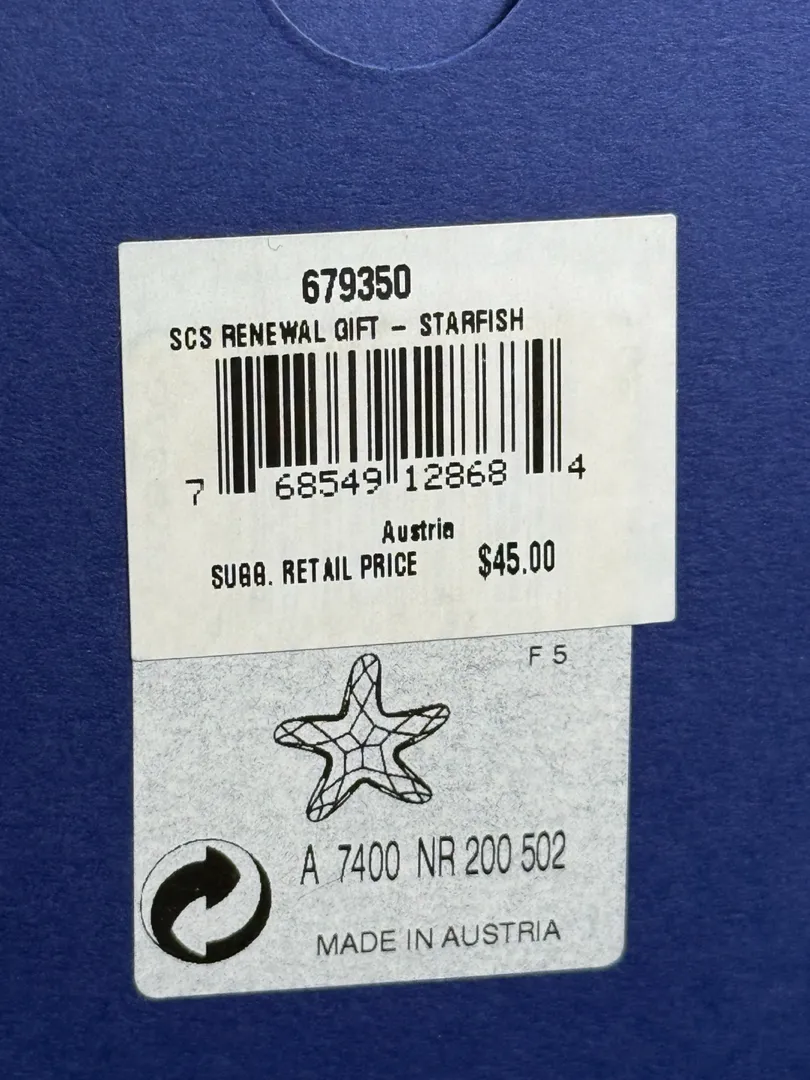 679350
SCS RENEWAL GIFT – STARFISH
7 68549 12868 4
Austria
SUGG. RETAIL PRICE $45.00
F 5
A 7400 NR 200 502
MADE IN AUSTRIA